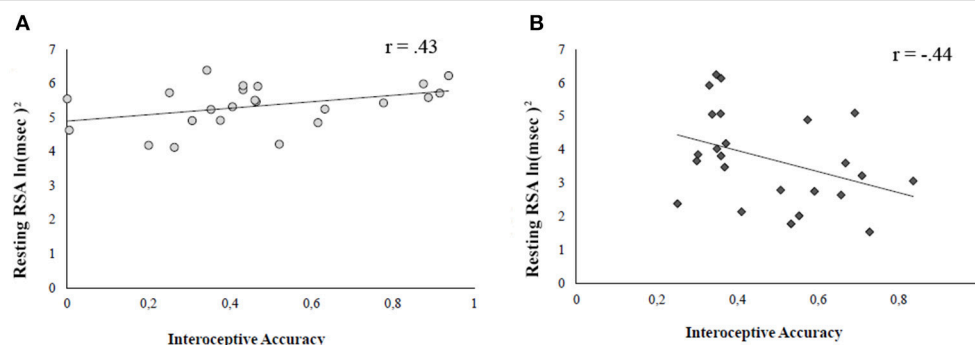 A
r = .43
Resting RSA ln(msec )2
7
6
5
4
3
2
1
0
0 0,2 0,4 0,6 0,8 1
Interoceptive Accuracy
B
r = -.44
Resting RSA ln(msec )2
7
6
5
4
3
2
1
0
0 0,2 0,4 0,6 0,8
Interoceptive Accuracy